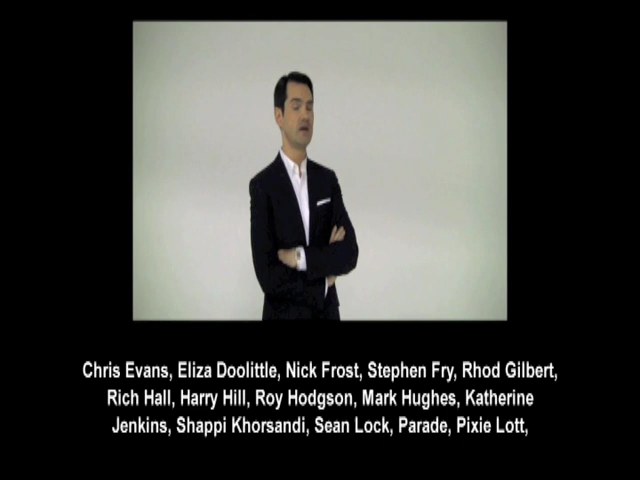 Chris Evans, Eliza Doolittle, Nick Frost, Stephen Fry, Rhod Gilbert,
Rich Hall, Harry Hill, Roy Hodgson, Mark Hughes, Katherine
Jenkins, Shappi Khorsandi, Sean Lock, Parade, Pixie Lott,